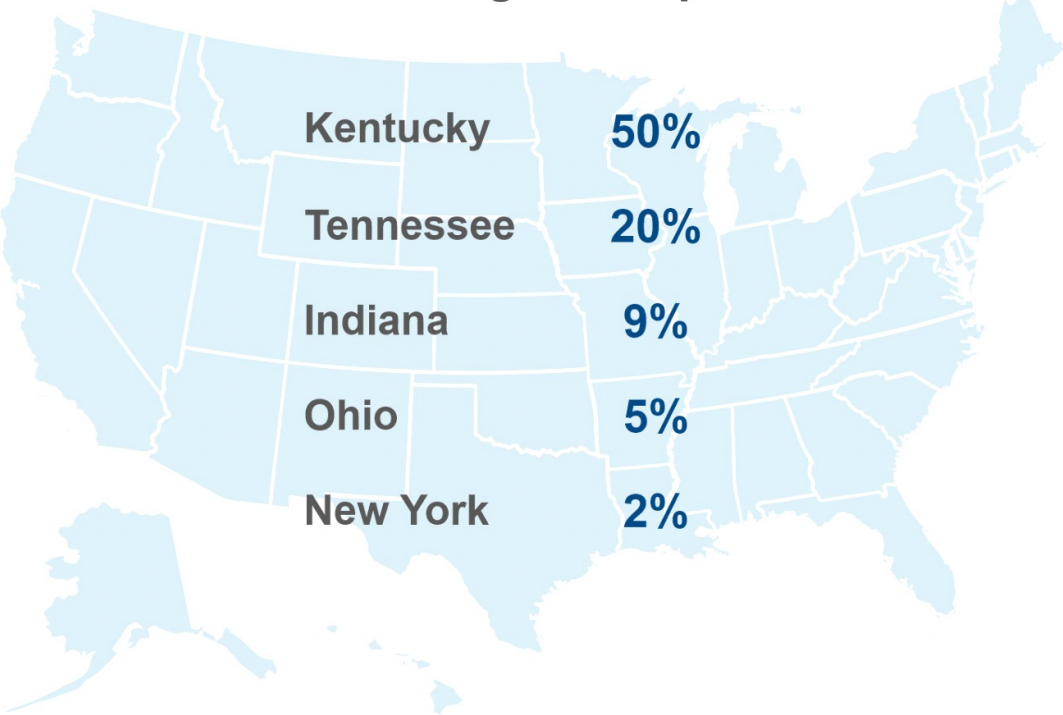 Kentucky 50%
Tennessee 20%
Indiana 9%
Ohio 5%
New York 2%